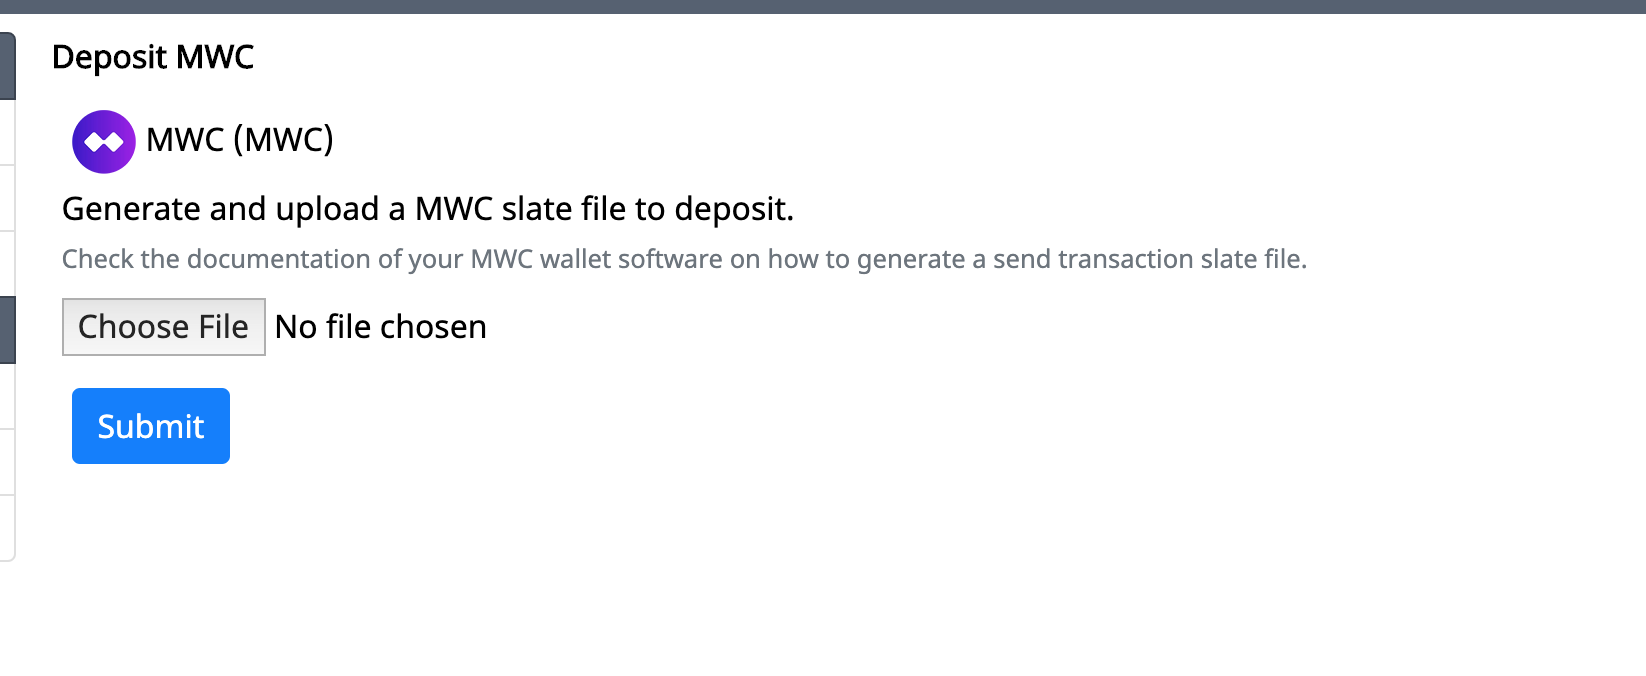 Deposit MWC
MWC (MWC)
Generate and upload a MWC slate file to deposit.
Check the documentation of your MWC wallet software on how to generate a send transaction slate file.
Choose File No file chosen
Submit